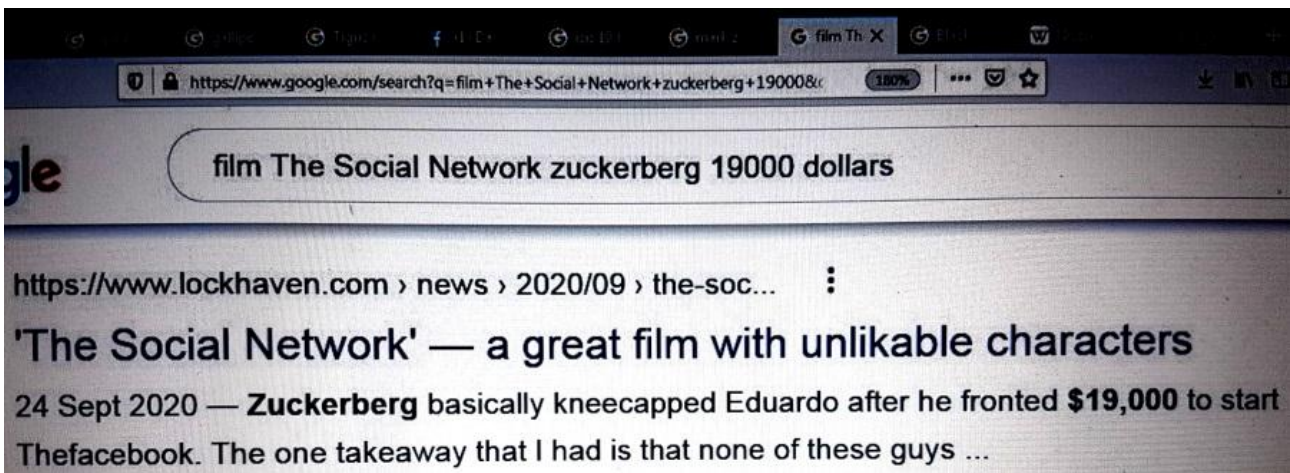 film Th
https://www.google.com/search?q=film+The+Social+Network+zuckerberg+19000&
180%
gle
film The Social Network zuckerberg 19000 dollars
https://www.lockhaven.com › news › 2020/09 › the-soc...
'The Social Network' — a great film with unlikable characters
24 Sept 2020 — Zuckerberg basically kneecapped Eduardo after he fronted $19,000 to start
Thefacebook. The one takeaway that I had is that none of these guys ...